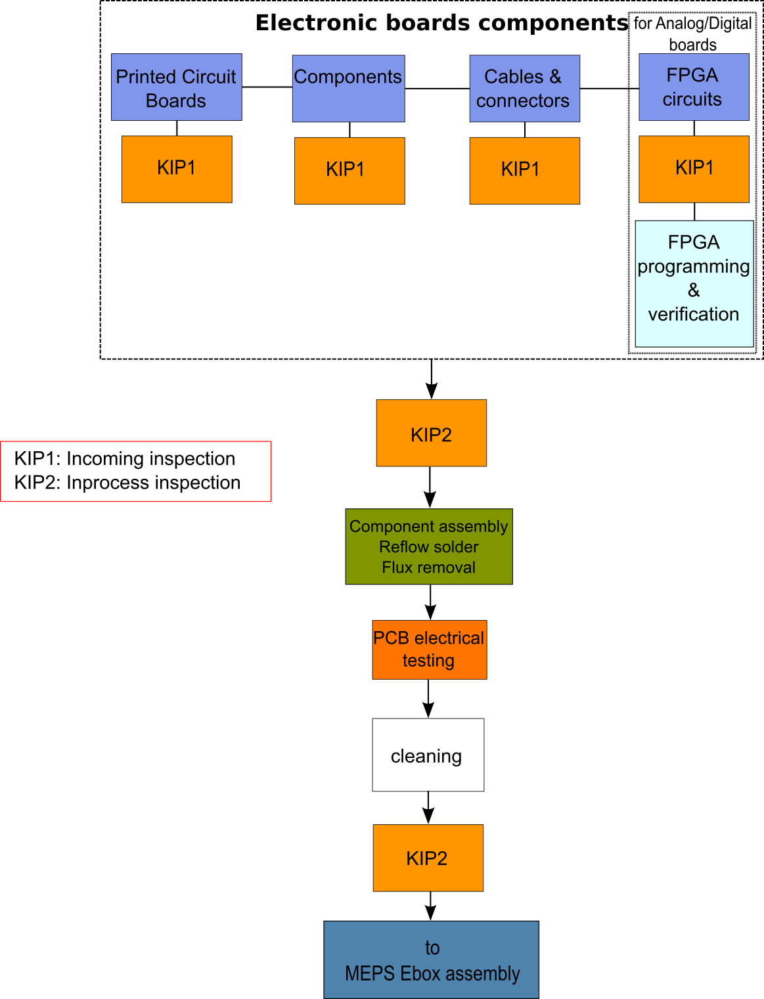 Electronic boards components
for Analog/Digital
boards
Printed Circuit
Boards
Components
Cables &
connectors
FPGA
circuits
KIP1
KIP1
KIP1
KIP1
FPGA
programming
&
verification
KIP2
KIP1: Incoming inspection
KIP2: Inprocess inspection
Component assembly
Reflow solder
Flux removal
PCB electrical
testing
cleaning
KIP2
to
MEPS Ebox assembly